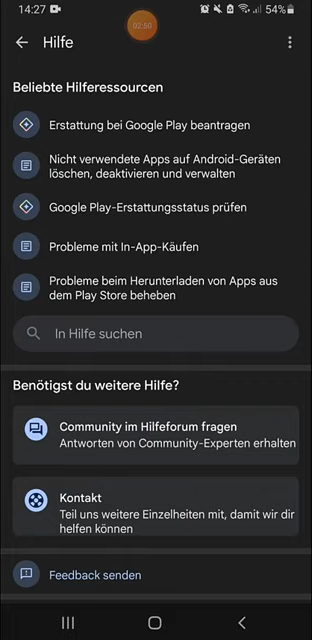 14:27
54%
02:50
Hilfe
Beliebte Hilferessourcen
Erstattung bei Google Play beantragen
Nicht verwendete Apps auf Android-Geräten
löschen, deaktivieren und verwalten
Google Play-Erstattungsstatus prüfen
Probleme mit In-App-Käufen
Probleme beim Herunterladen von Apps aus
dem Play Store beheben
In Hilfe suchen
Benötigst du weitere Hilfe?
Community im Hilfeforum fragen
Antworten von Community-Experten erhalten
Kontakt
Teil uns weitere Einzelheiten mit, damit wir dir
helfen können
Feedback senden